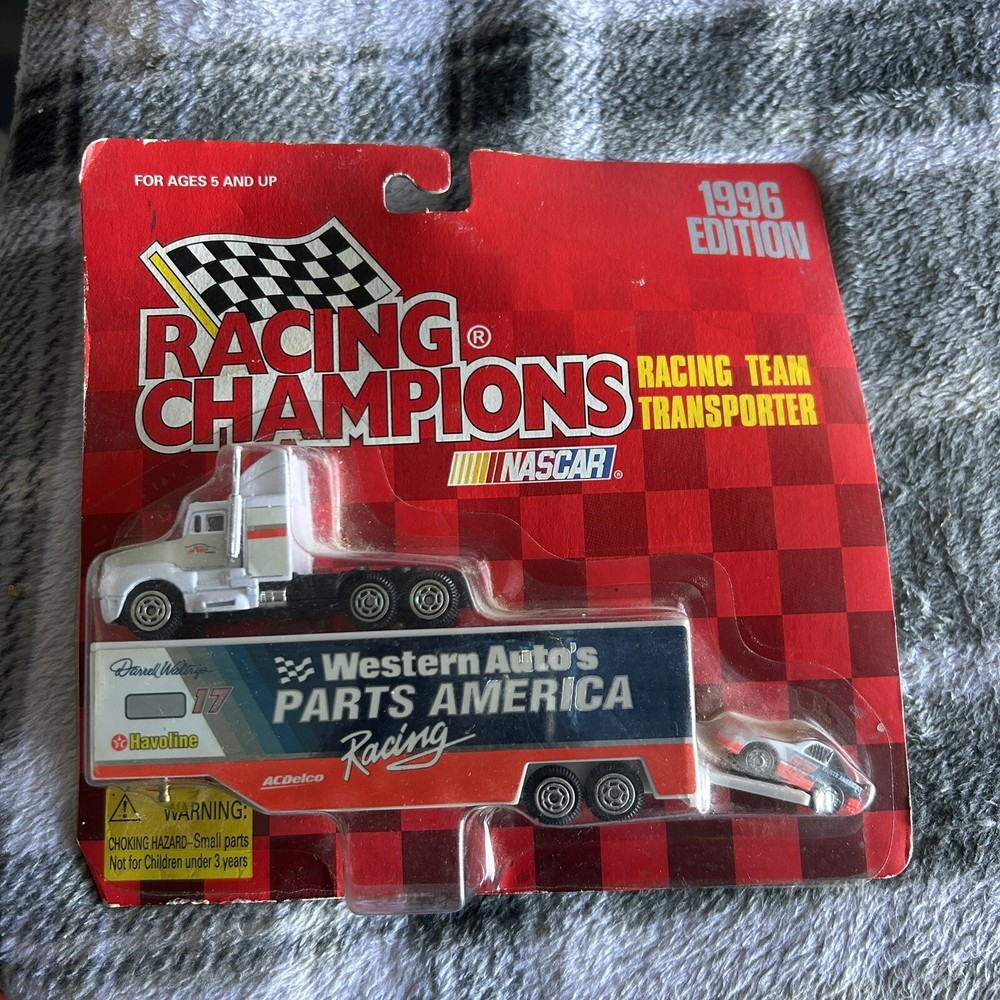 FOR AGES 5 AND UP
1996
EDITION
RACING®
CHAMPIONS
RACING TEAM
TRANSPORTER
NASCAR®
Darrell Waltrip
17
Havoline
Western Auto's
PARTS AMERICA
Racing
ACDelco
WARNING:
CHOKING HAZARD-Small parts
Not for Children under 3 years